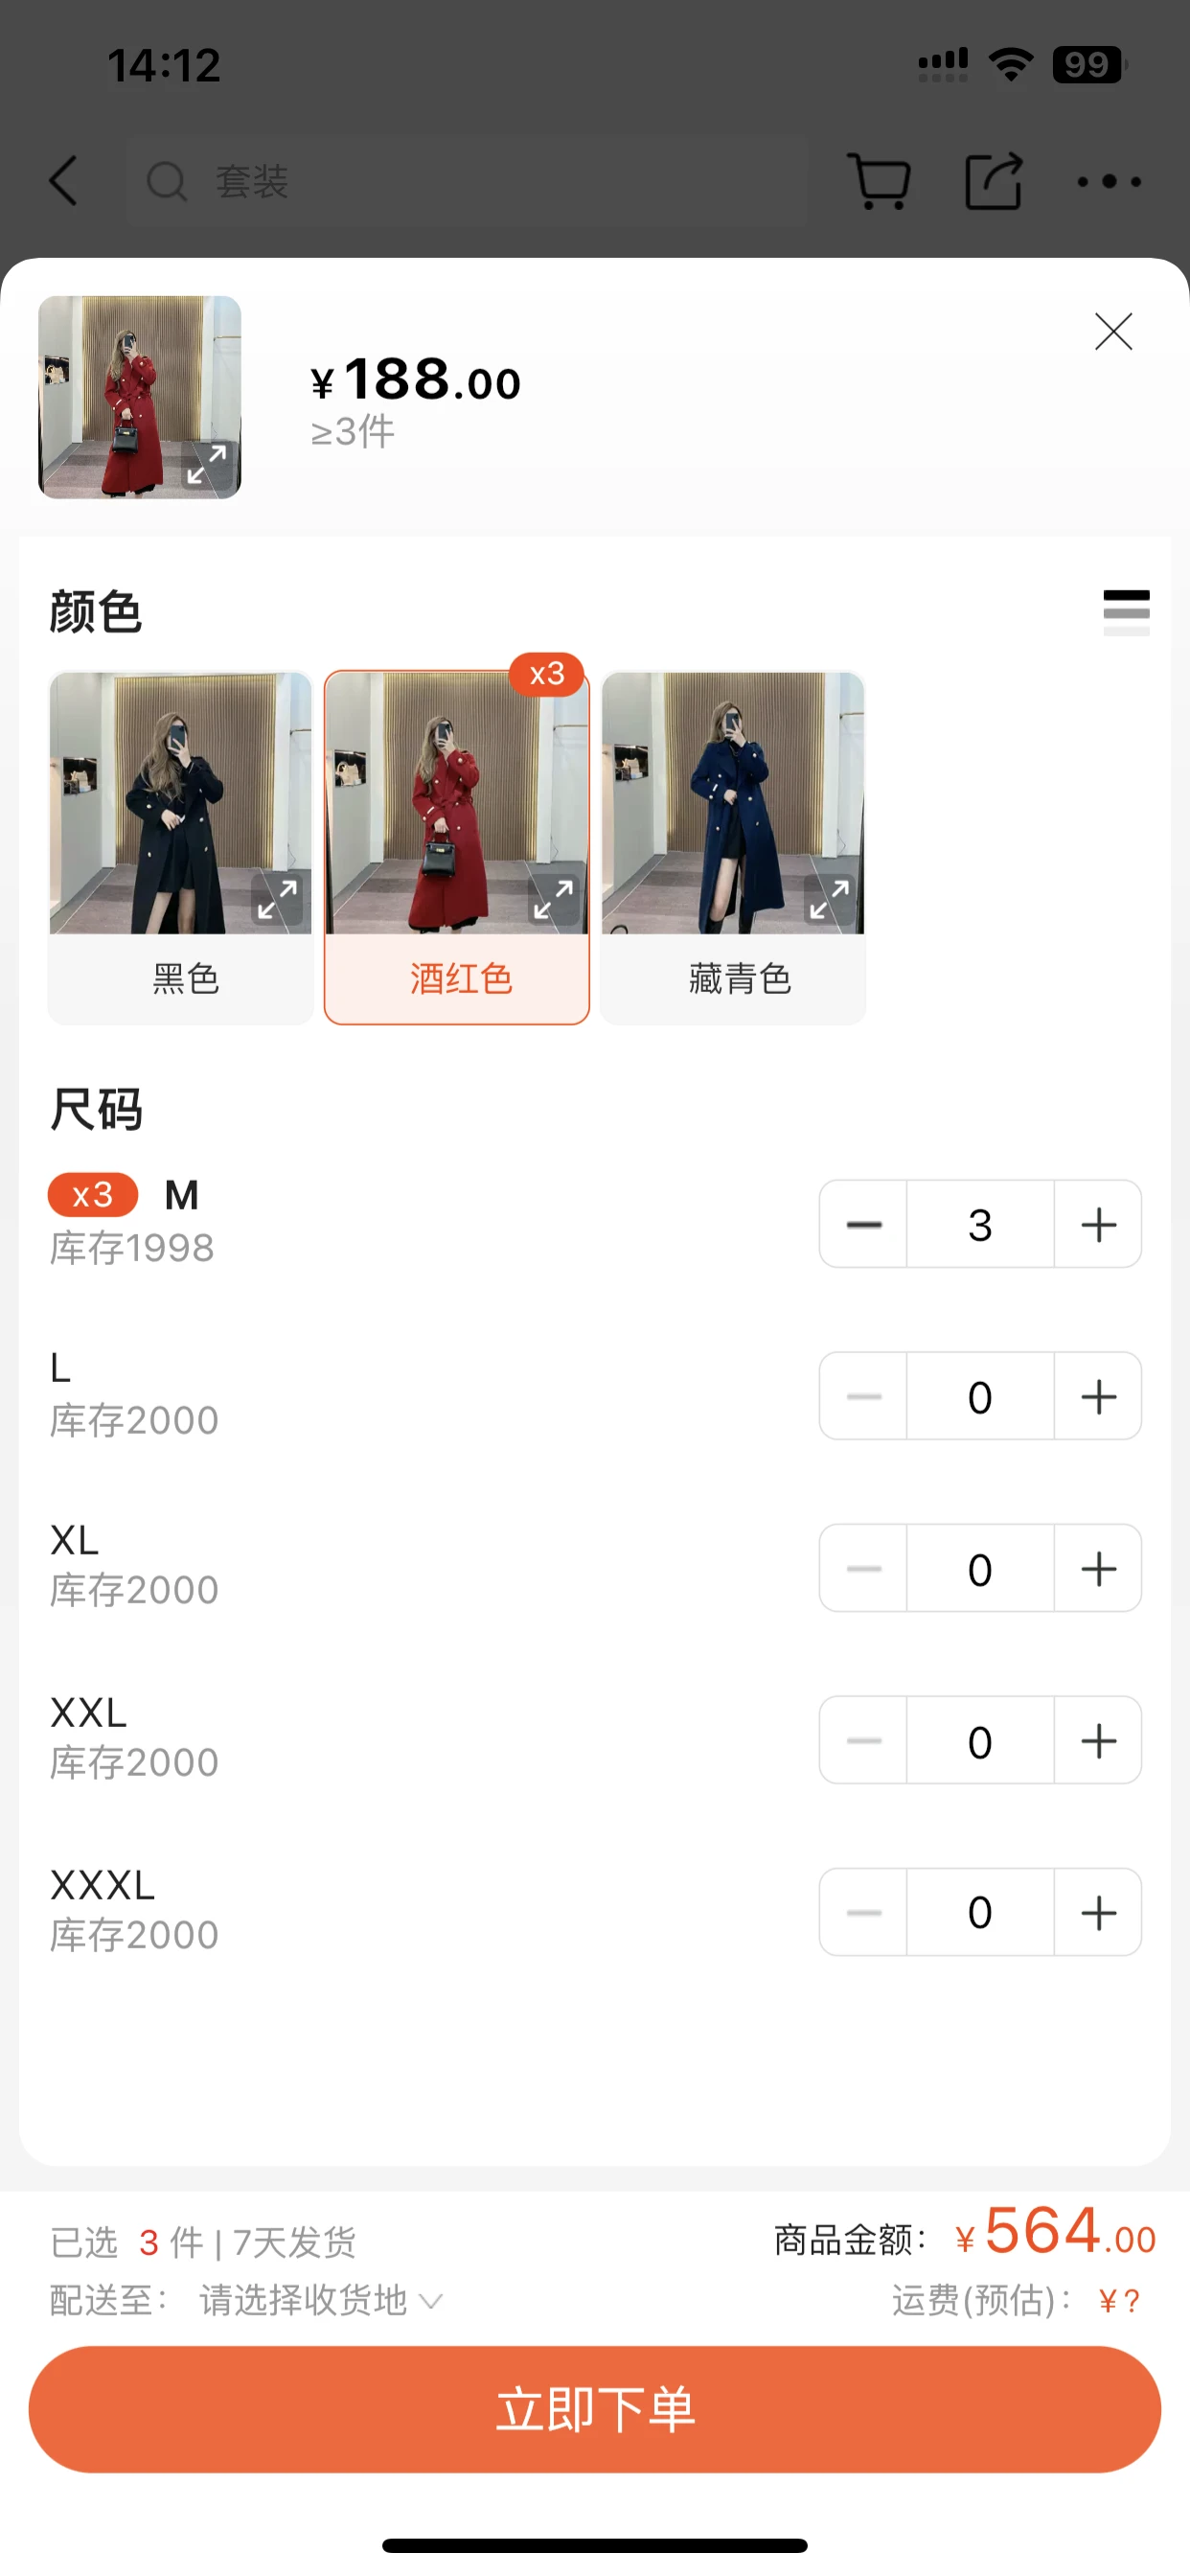 14:12
99
套装
¥188.00
≥3件
颜色
x3
黑色
酒红色
藏青色
尺码
x3 M
库存1998
3
L
库存2000
0
XL
库存2000
0
XXL
库存2000
0
XXXL
库存2000
0
已选 3 件 | 7天发货
商品金额： ¥564.00
配送至： 请选择收货地
运费(预估)： ¥?
立即下单